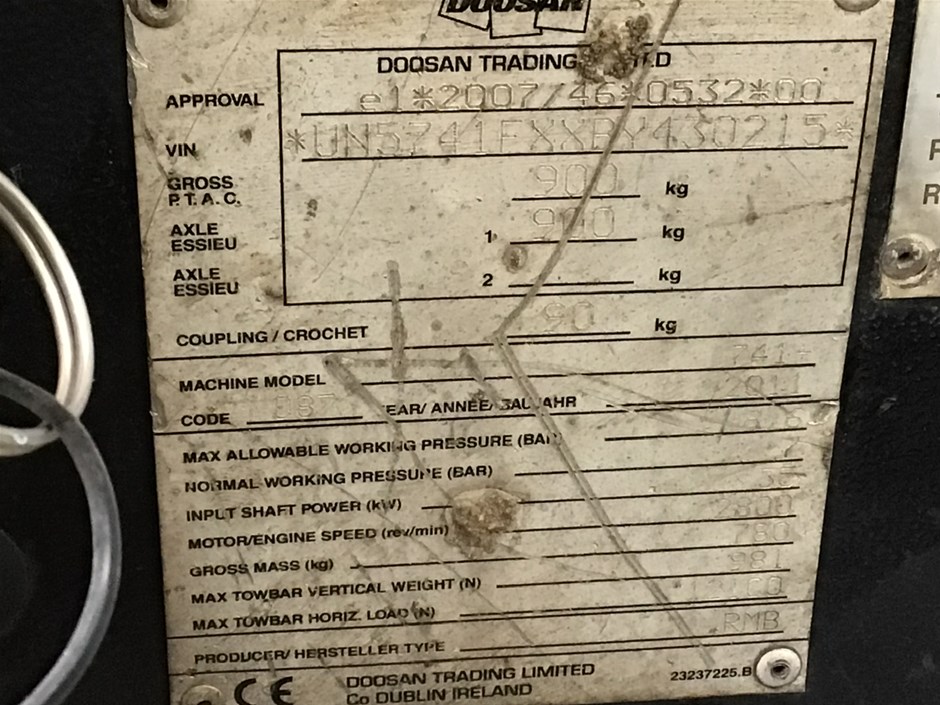 DOOSAN
DOOSAN TRADING
APPROVAL e1*2007/46*0532*00
VIN *UN5741FXXBY430215*
GROSS
P.T.A.C. 900 kg
AXLE
ESSIEU 1 900 kg
AXLE
ESSIEU 2 kg
COUPLING / CROCHET 90 kg
MACHINE MODEL 741-
CODE YEAR/ ANNEE/ BAUJAHR 2011
MAX ALLOWABLE WORKING PRESSURE (BAR)
NORMAL WORKING PRESSURE (BAR) 7
INPUT SHAFT POWER (kW)
MOTOR/ENGINE SPEED (rev/min)
GROSS MASS (kg) 780
MAX TOWBAR VERTICAL WEIGHT (N) 981
MAX TOWBAR HORIZ. LOAD (N)
PRODUCER/ HERSTELLER TYPE RMB
CE DOOSAN TRADING LIMITED
Co DUBLIN IRELAND
23237225.B